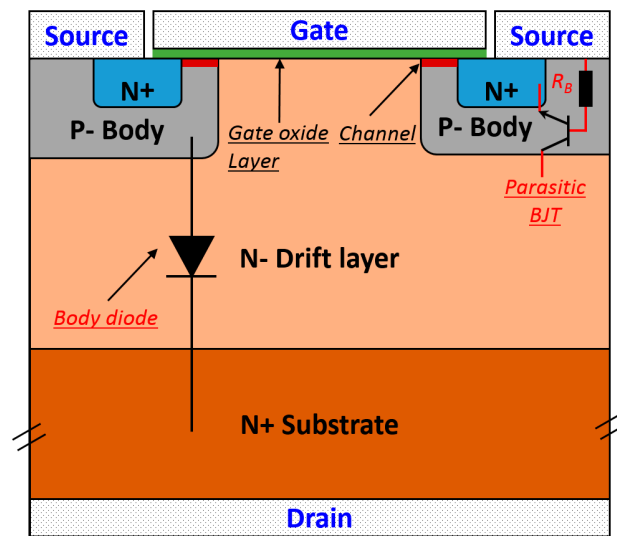 Source
Gate
Source
N+
N+
R_B
P- Body
P- Body
Gate oxide
Layer
Channel
Parasitic
BJT
N- Drift layer
Body diode
N+ Substrate
Drain